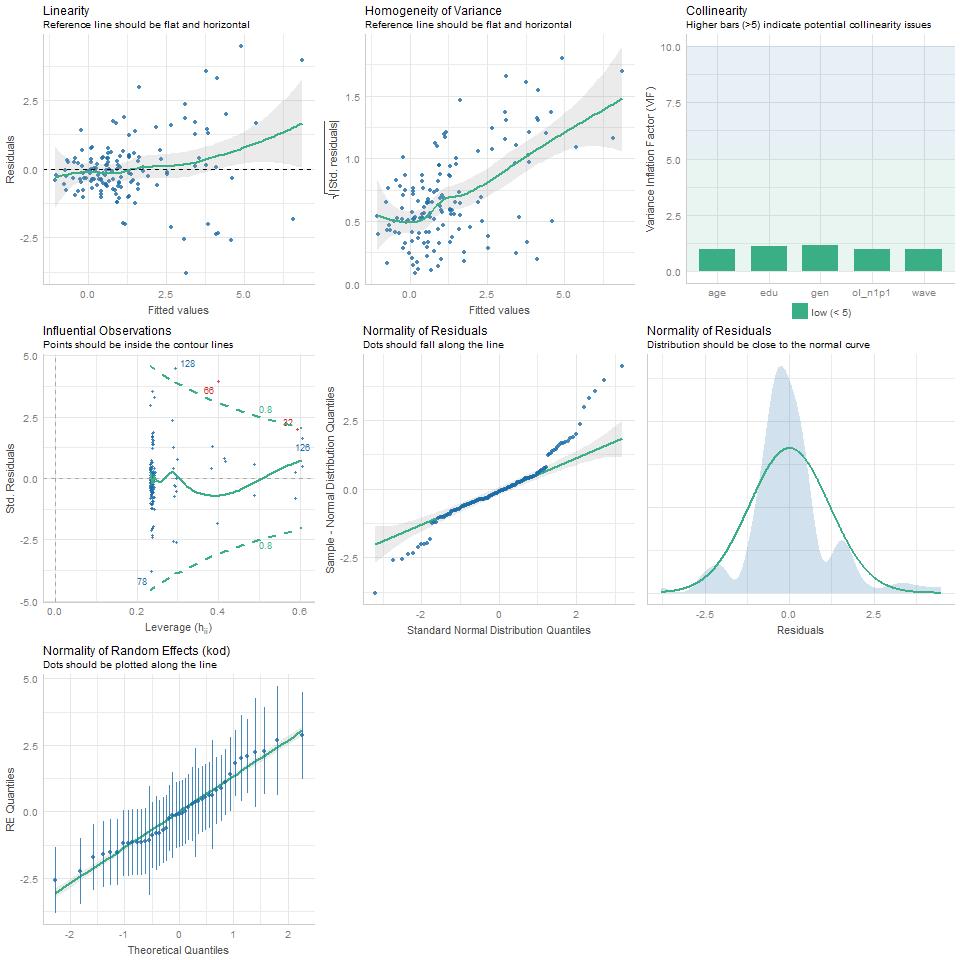 Linearity
Reference line should be flat and horizontal
Residuals
2.5
0.0
-2.5
0.0
2.5
5.0
Fitted values
Homogeneity of Variance
Reference line should be flat and horizontal
√|Std. residuals|
1.5
1.0
0.5
0.0
0.0
2.5
5.0
Fitted values
Collinearity
Higher bars (>5) indicate potential collinearity issues
Variance Inflation Factor (VIF)
10.0
7.5
5.0
2.5
0.0
age
edu
gen
ol_n1p1
wave
low (< 5)
Influential Observations
Points should be inside the contour lines
Std. Residuals
5.0
2.5
0.0
-2.5
-5.0
128
66
0.8
32
126
0.8
78
0.0
0.2
0.4
0.6
Leverage (hii)
Normality of Residuals
Dots should fall along the line
Sample - Normal Distribution Quantiles
2.5
0.0
-2.5
-2
0
2
Standard Normal Distribution Quantiles
Normality of Residuals
Distribution should be close to the normal curve
-2.5
0.0
2.5
Residuals
Normality of Random Effects (kod)
Dots should be plotted along the line
RE Quantiles
5.0
2.5
0.0
-2.5
-2
-1
0
1
2
Theoretical Quantiles